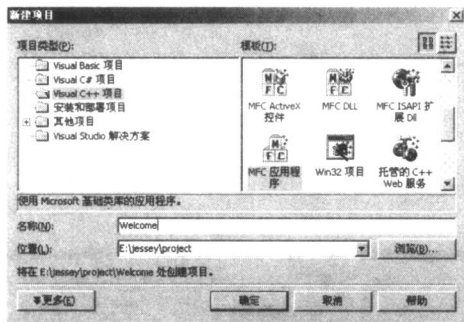 新建项目
项目类型(P):
模板(T):
Visual Basic 项目
Visual C# 项目
Visual C++ 项目
安装和部署项目
其他项目
Visual Studio 解决方案
MFC ActiveX 控件
MFC DLL
MFC ISAPI 扩展 Dll
MFC 应用程序
Win32 项目
托管的 C++ Web 服务
使用 Microsoft 基础类库的应用程序。
名称(N):
Welcome
位置(L):
E:\jessey\project
浏览(B)...
将在 E:\jessey\project\Welcome 处创建项目。
更多(E)
确定
取消
帮助